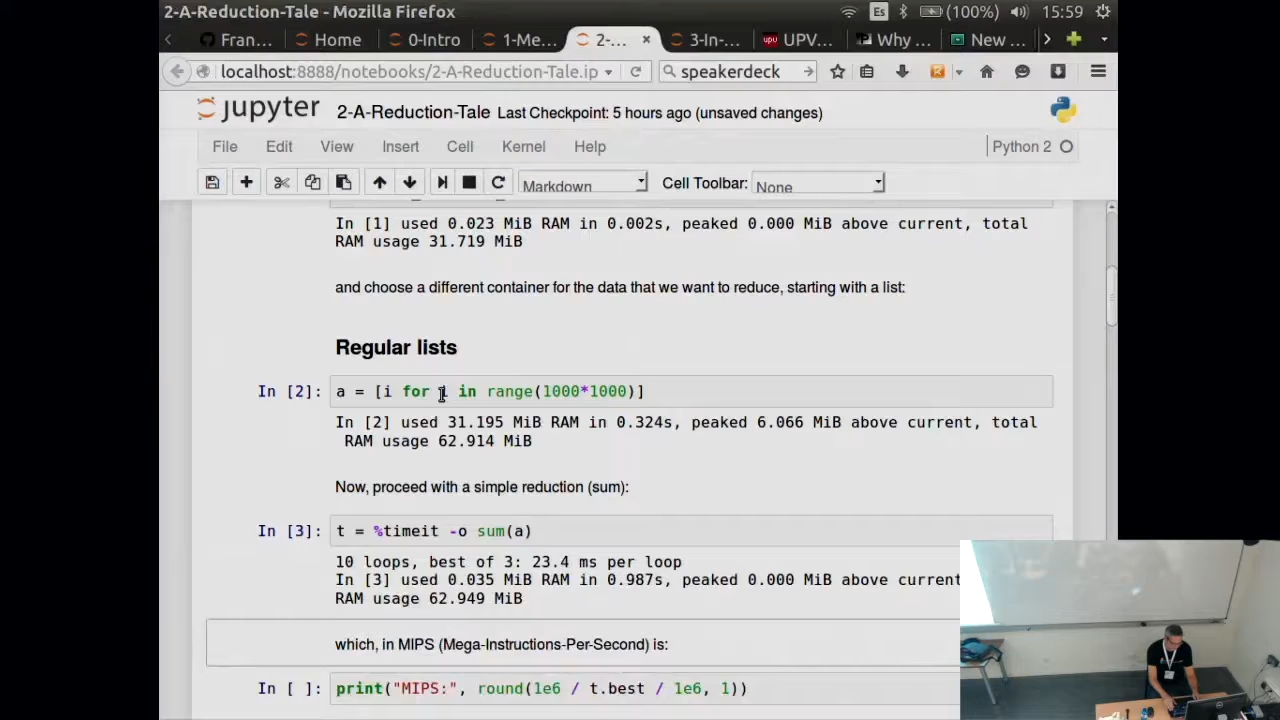 2-A-Reduction-Tale - Mozilla Firefox
Es (100%) 15:59
Fran... Home 0-Intro 1-Me... 2-... 3-In-... UPV... Why ... New ...
localhost:8888/notebooks/2-A-Reduction-Tale.ip speakerdeck
jupyter 2-A-Reduction-Tale Last Checkpoint: 5 hours ago (unsaved changes)
File Edit View Insert Cell Kernel Help Python 2
Markdown Cell Toolbar: None
In [1] used 0.023 MiB RAM in 0.002s, peaked 0.000 MiB above current, total
RAM usage 31.719 MiB
and choose a different container for the data that we want to reduce, starting with a list:
Regular lists
In [2]: a = [i for i in range(1000*1000)]
In [2] used 31.195 MiB RAM in 0.324s, peaked 6.066 MiB above current, total
RAM usage 62.914 MiB
Now, proceed with a simple reduction (sum):
In [3]: t = %timeit -o sum(a)
10 loops, best of 3: 23.4 ms per loop
In [3] used 0.035 MiB RAM in 0.987s, peaked 0.000 MiB above current
RAM usage 62.949 MiB
which, in MIPS (Mega-Instructions-Per-Second) is:
In [ ]: print("MIPS:", round(1e6 / t.best / 1e6, 1))